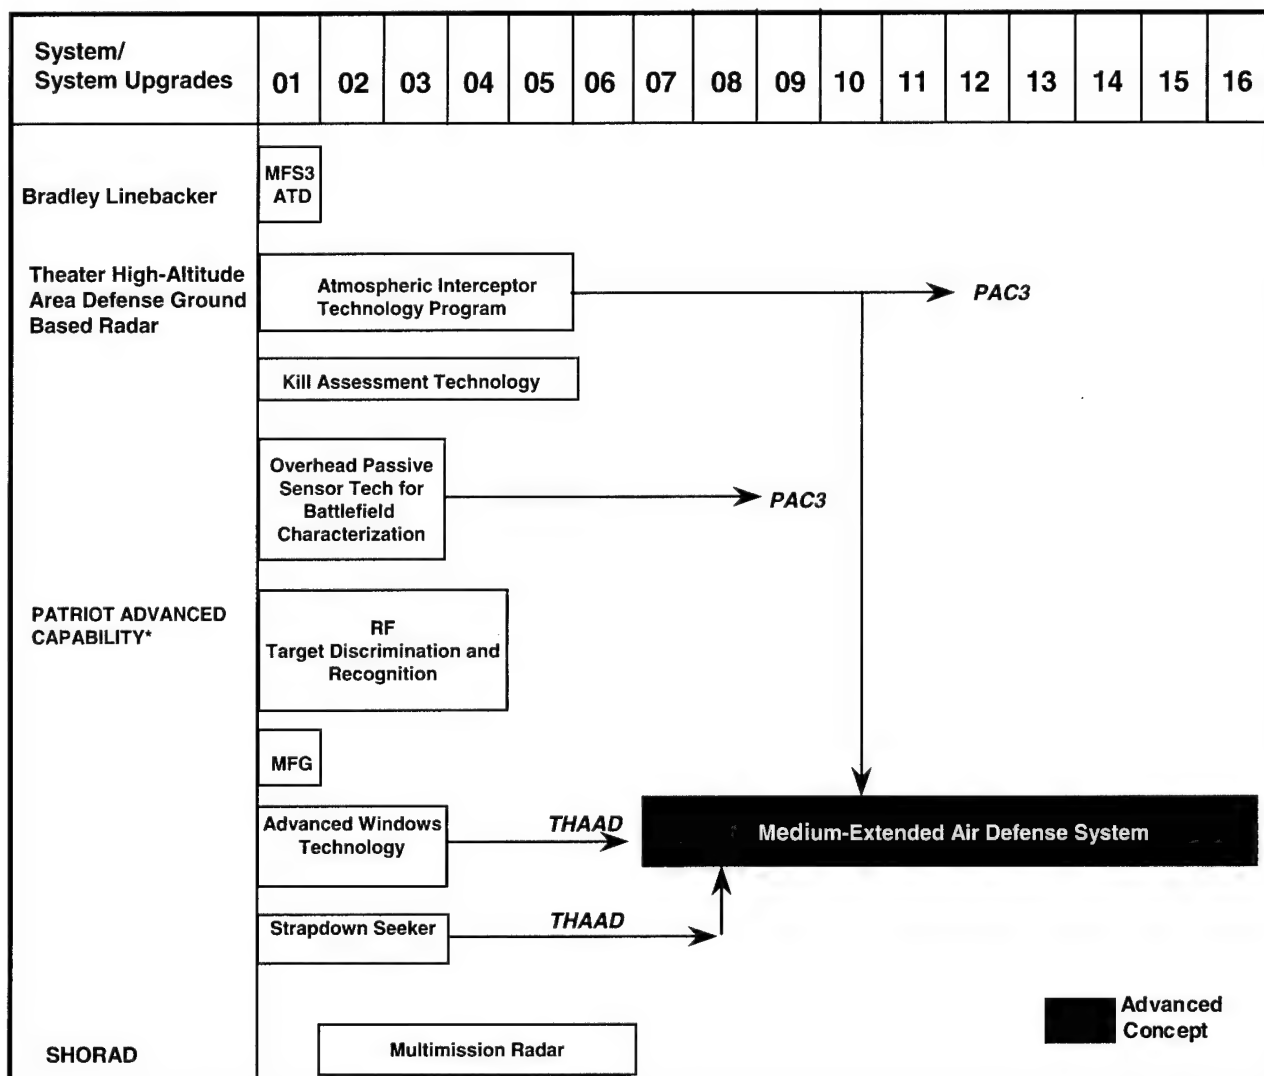 System/
System Upgrades
01 02 03 04 05 06 07 08 09 10 11 12 13 14 15 16
Bradley Linebacker
MFS3
ATD
Theater High-Altitude
Area Defense Ground
Based Radar
Atmospheric Interceptor
Technology Program
PAC3
Kill Assessment Technology
Overhead Passive
Sensor Tech for
Battlefield
Characterization
PAC3
PATRIOT ADVANCED
CAPABILITY*
RF
Target Discrimination and
Recognition
MFG
Advanced Windows
Technology
THAAD
Medium-Extended Air Defense System
Strapdown Seeker
THAAD
Advanced
Concept
SHORAD
Multimission Radar